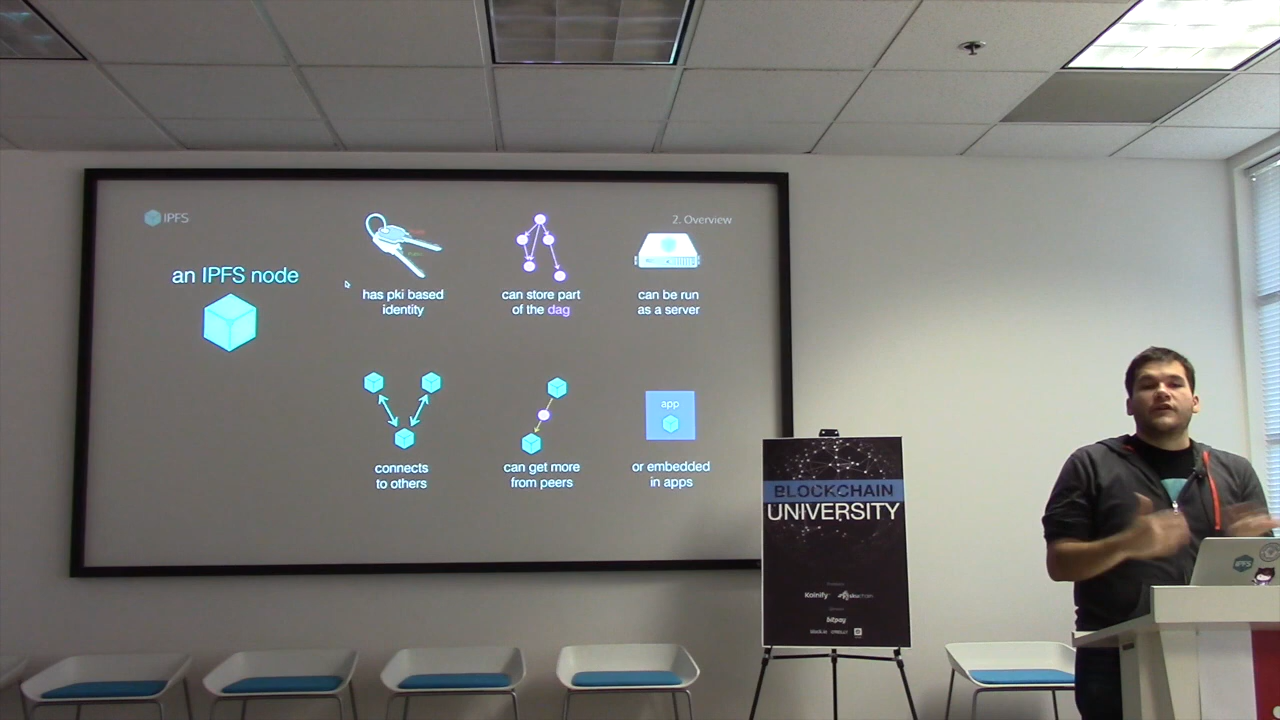 IPFS
2. Overview
an IPFS node
has pki based
identity
can store part
of the dag
can be run
as a server
connects
to others
can get more
from peers
app
or embedded
in apps
BLOCKCHAIN
UNIVERSITY
Koinify
skuchain
bitpay
IPFS